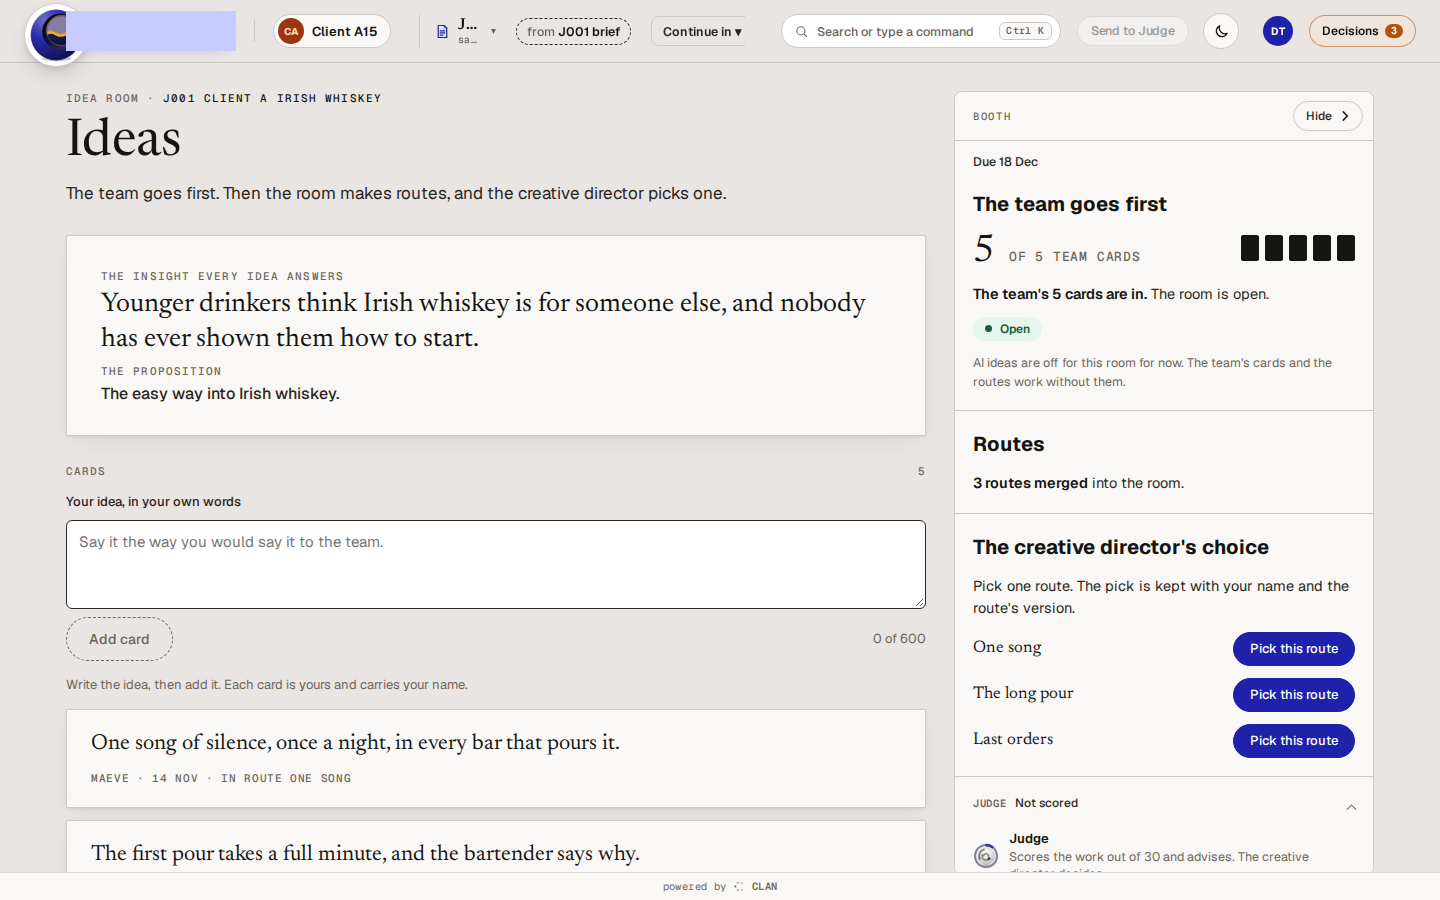 CA Client A15
J...
sa...
from J001 brief
Continue in ▾
Search or type a command Ctrl K
Send to Judge
DT
Decisions 3
IDEA ROOM · J001 CLIENT A IRISH WHISKEY
Ideas
The team goes first. Then the room makes routes, and the creative director picks one.
THE INSIGHT EVERY IDEA ANSWERS
Younger drinkers think Irish whiskey is for someone else, and nobody
has ever shown them how to start.
THE PROPOSITION
The easy way into Irish whiskey.
CARDS 5
Your idea, in your own words
Say it the way you would say it to the team.
Add card 0 of 600
Write the idea, then add it. Each card is yours and carries your name.
One song of silence, once a night, in every bar that pours it.
MAEVE · 14 NOV · IN ROUTE ONE SONG
The first pour takes a full minute, and the bartender says why.
BOOTH Hide
Due 18 Dec
The team goes first
5 OF 5 TEAM CARDS
The team's 5 cards are in. The room is open.
Open
AI ideas are off for this room for now. The team's cards and the
routes work without them.
Routes
3 routes merged into the room.
The creative director's choice
Pick one route. The pick is kept with your name and the
route's version.
One song Pick this route
The long pour Pick this route
Last orders Pick this route
JUDGE Not scored
Judge
Scores the work out of 30 and advises. The creative
director decides.
powered by CLAN